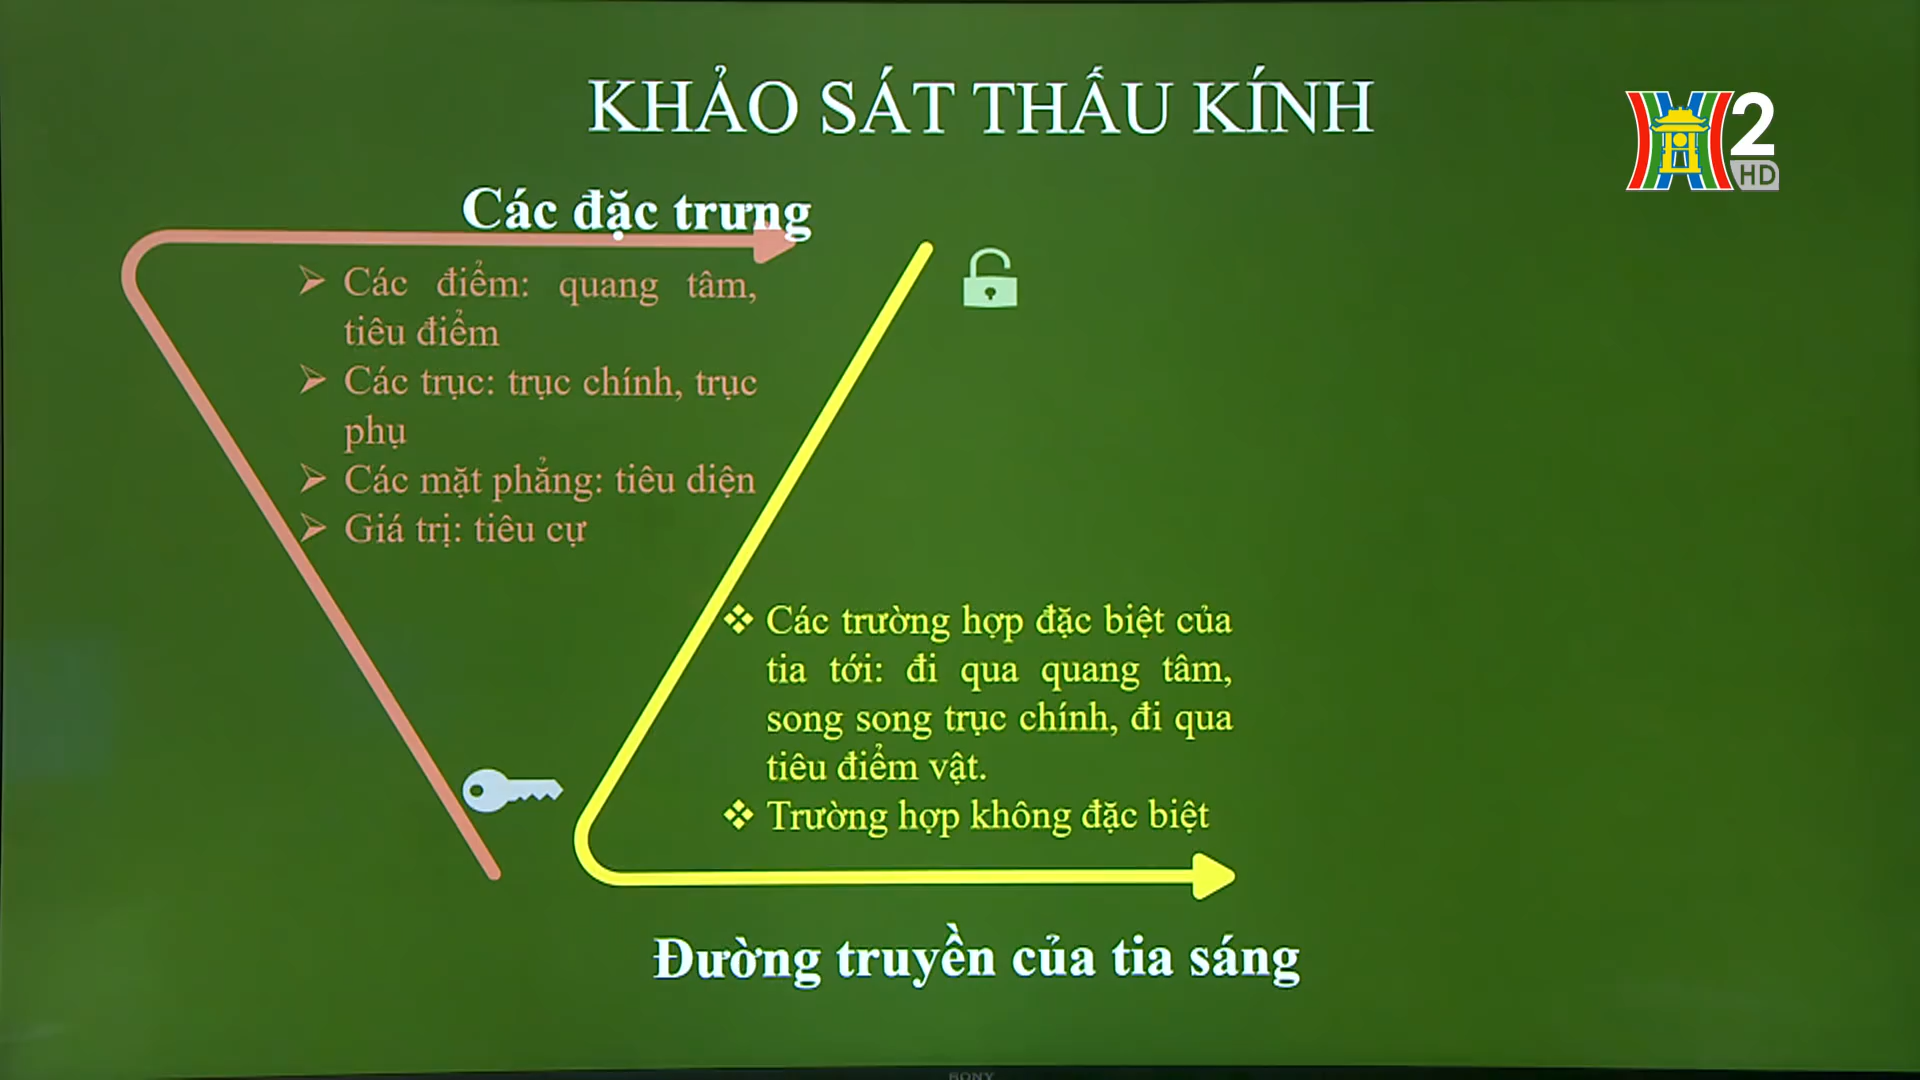 KHẢO SÁT THẤU KÍNH
2
HD
Các đặc trưng
Các điểm: quang tâm,
tiêu điểm
Các trục: trục chính, trục
phụ
Các mặt phẳng: tiêu diện
Giá trị: tiêu cự
Các trường hợp đặc biệt của
tia tới: đi qua quang tâm,
song song trục chính, đi qua
tiêu điểm vật.
Trường hợp không đặc biệt
Đường truyền của tia sáng
SONY